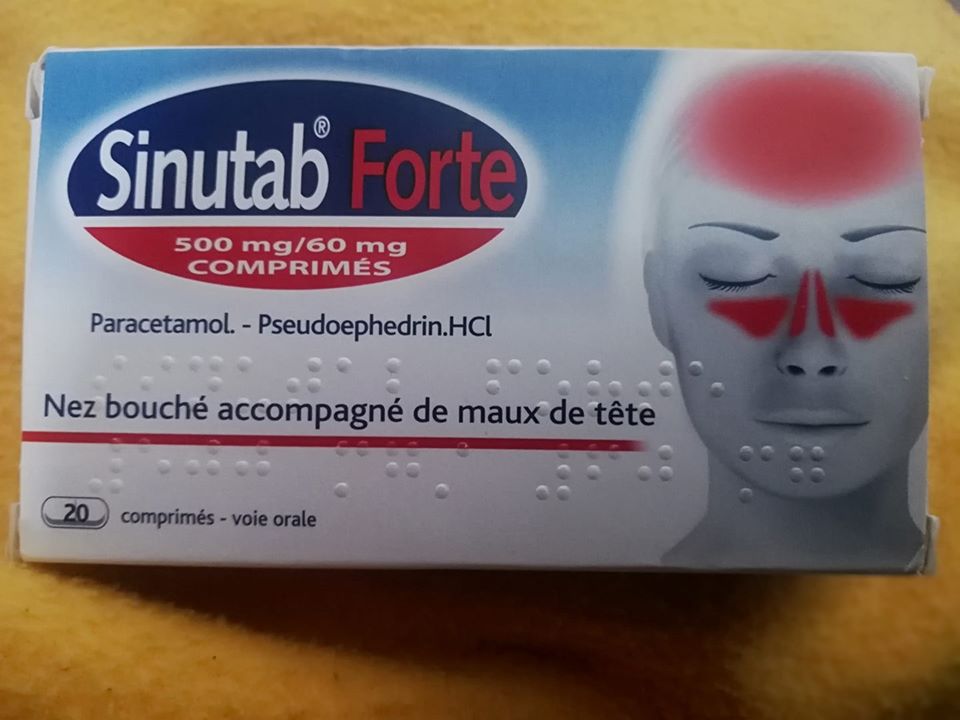 Sinutab® Forte
500 mg/60 mg
COMPRIMÉS
Paracetamol. - Pseudoephedrin.HCl
Nez bouché accompagné de maux de tête
20 comprimés - voie orale